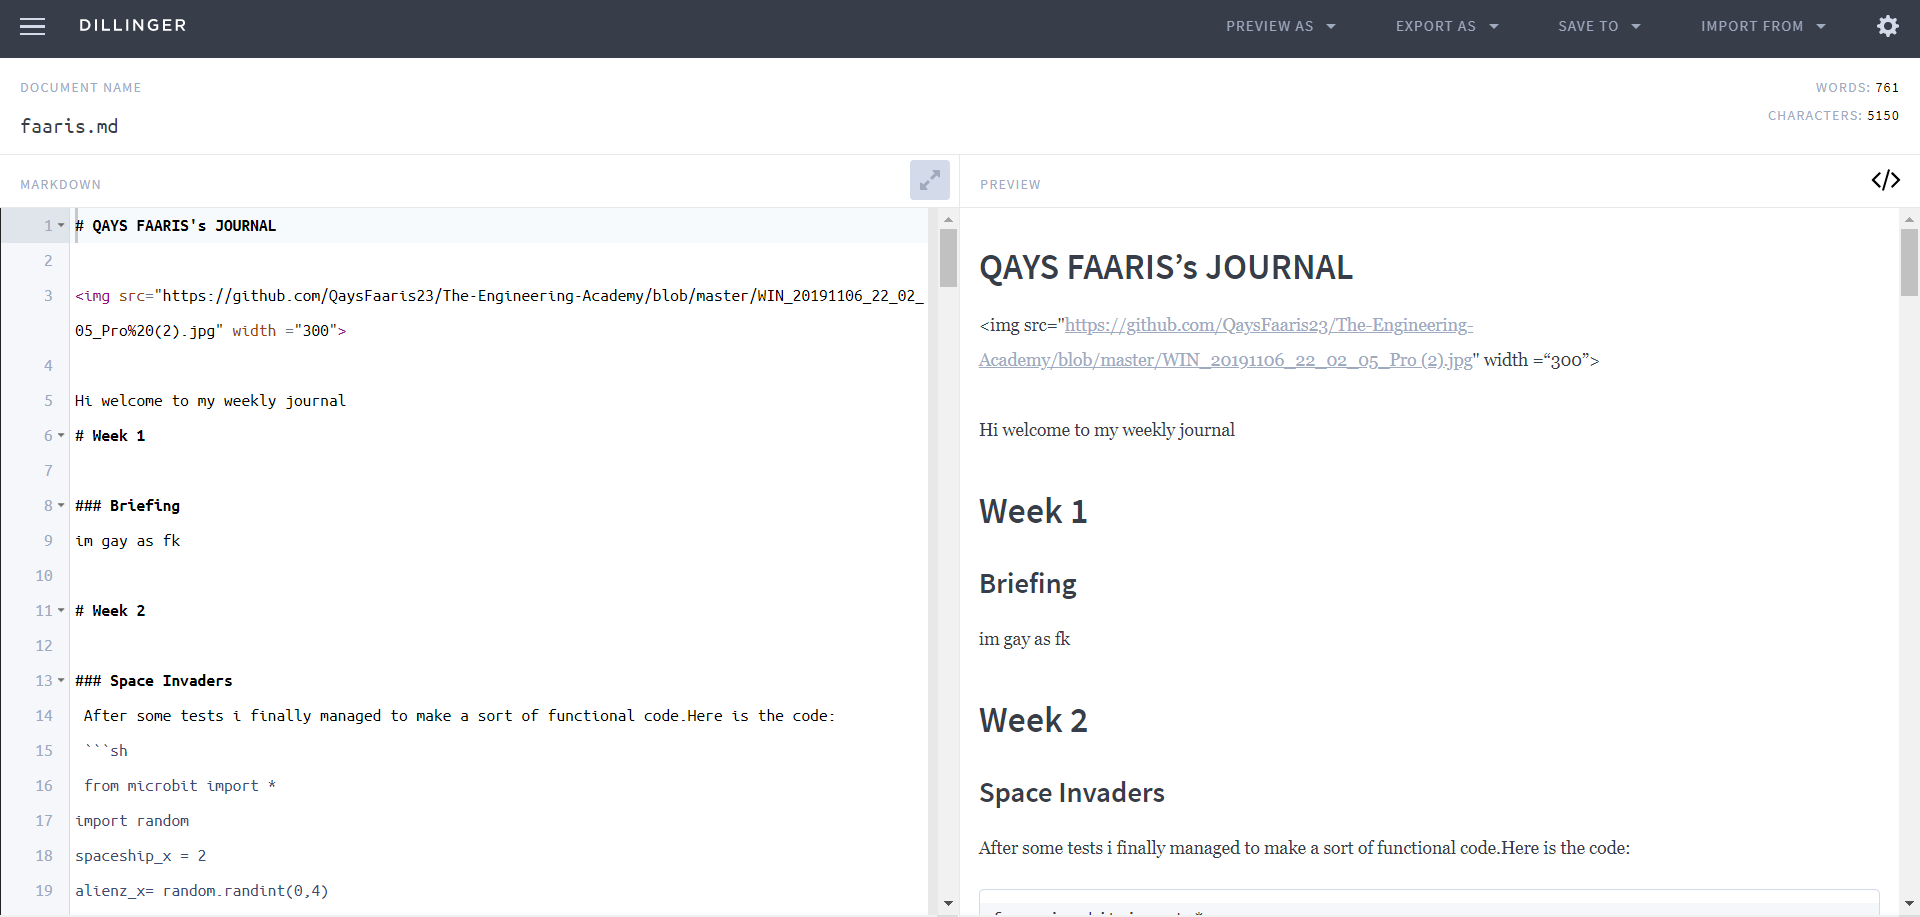 DILLINGER
PREVIEW AS
EXPORT AS
SAVE TO
IMPORT FROM
DOCUMENT NAME
faaris.md
WORDS: 761
CHARACTERS: 5150
MARKDOWN
1 # QAYS FAARIS's JOURNAL
2
3 <img src="https://github.com/QaysFaaris23/The-Engineering-Academy/blob/master/WIN_20191106_22_02_
05_Pro%20(2).jpg" width ="300">
4
5 Hi welcome to my weekly journal
6 # Week 1
7
8 ### Briefing
9 im gay as fk
10
11 # Week 2
12
13 ### Space Invaders
14 After some tests i finally managed to make a sort of functional code.Here is the code:
15 ```sh
16 from microbit import *
17 import random
18 spaceship_x = 2
19 alienz_x= random.randint(0,4)
PREVIEW
</>
QAYS FAARIS’s JOURNAL
<img src="https://github.com/QaysFaaris23/The-Engineering-
Academy/blob/master/WIN_20191106_22_02_05_Pro (2).jpg" width =“300”>
Hi welcome to my weekly journal
Week 1
Briefing
im gay as fk
Week 2
Space Invaders
After some tests i finally managed to make a sort of functional code.Here is the code: